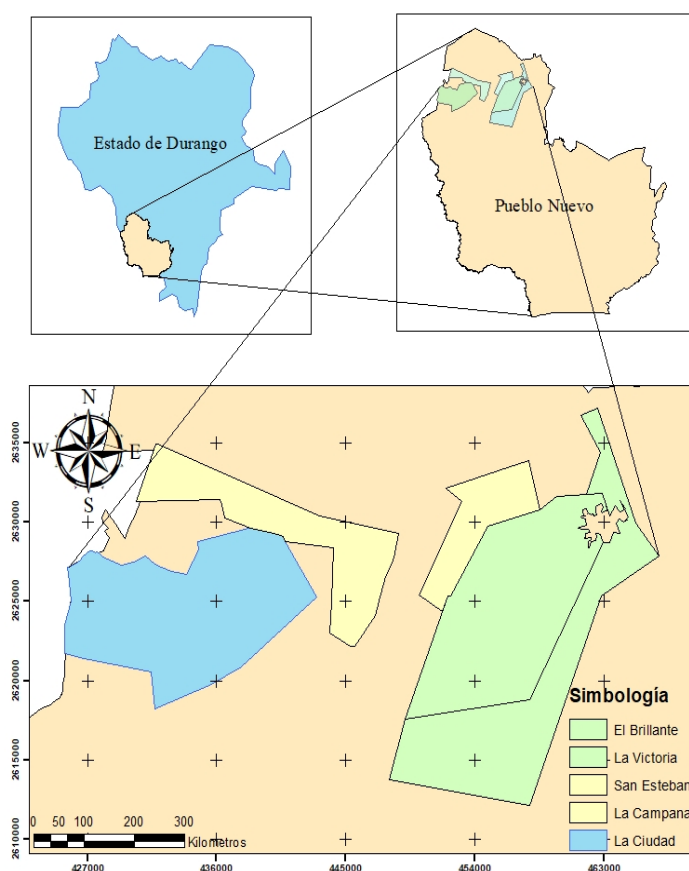 Estado de Durango
Pueblo Nuevo
N
W
E
S
2635000
2630000
2625000
2620000
2615000
2610000
Simbología
El Brillante
La Victoria
San Esteban
La Campana
La Ciudad
0 50 100 200 300
Kilometros
427000 436000 445000 454000 463000